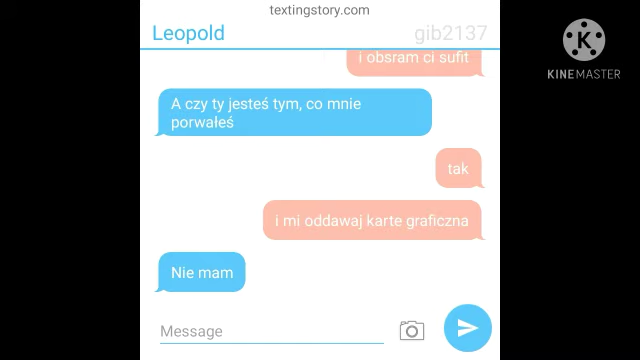 textingstory.com
Leopold
gib2137
i obsram ci sufit
A czy ty jesteś tym, co mnie
porwałeś
tak
i mi oddawaj karte graficzna
Nie mam
Message
K
KINEMASTER